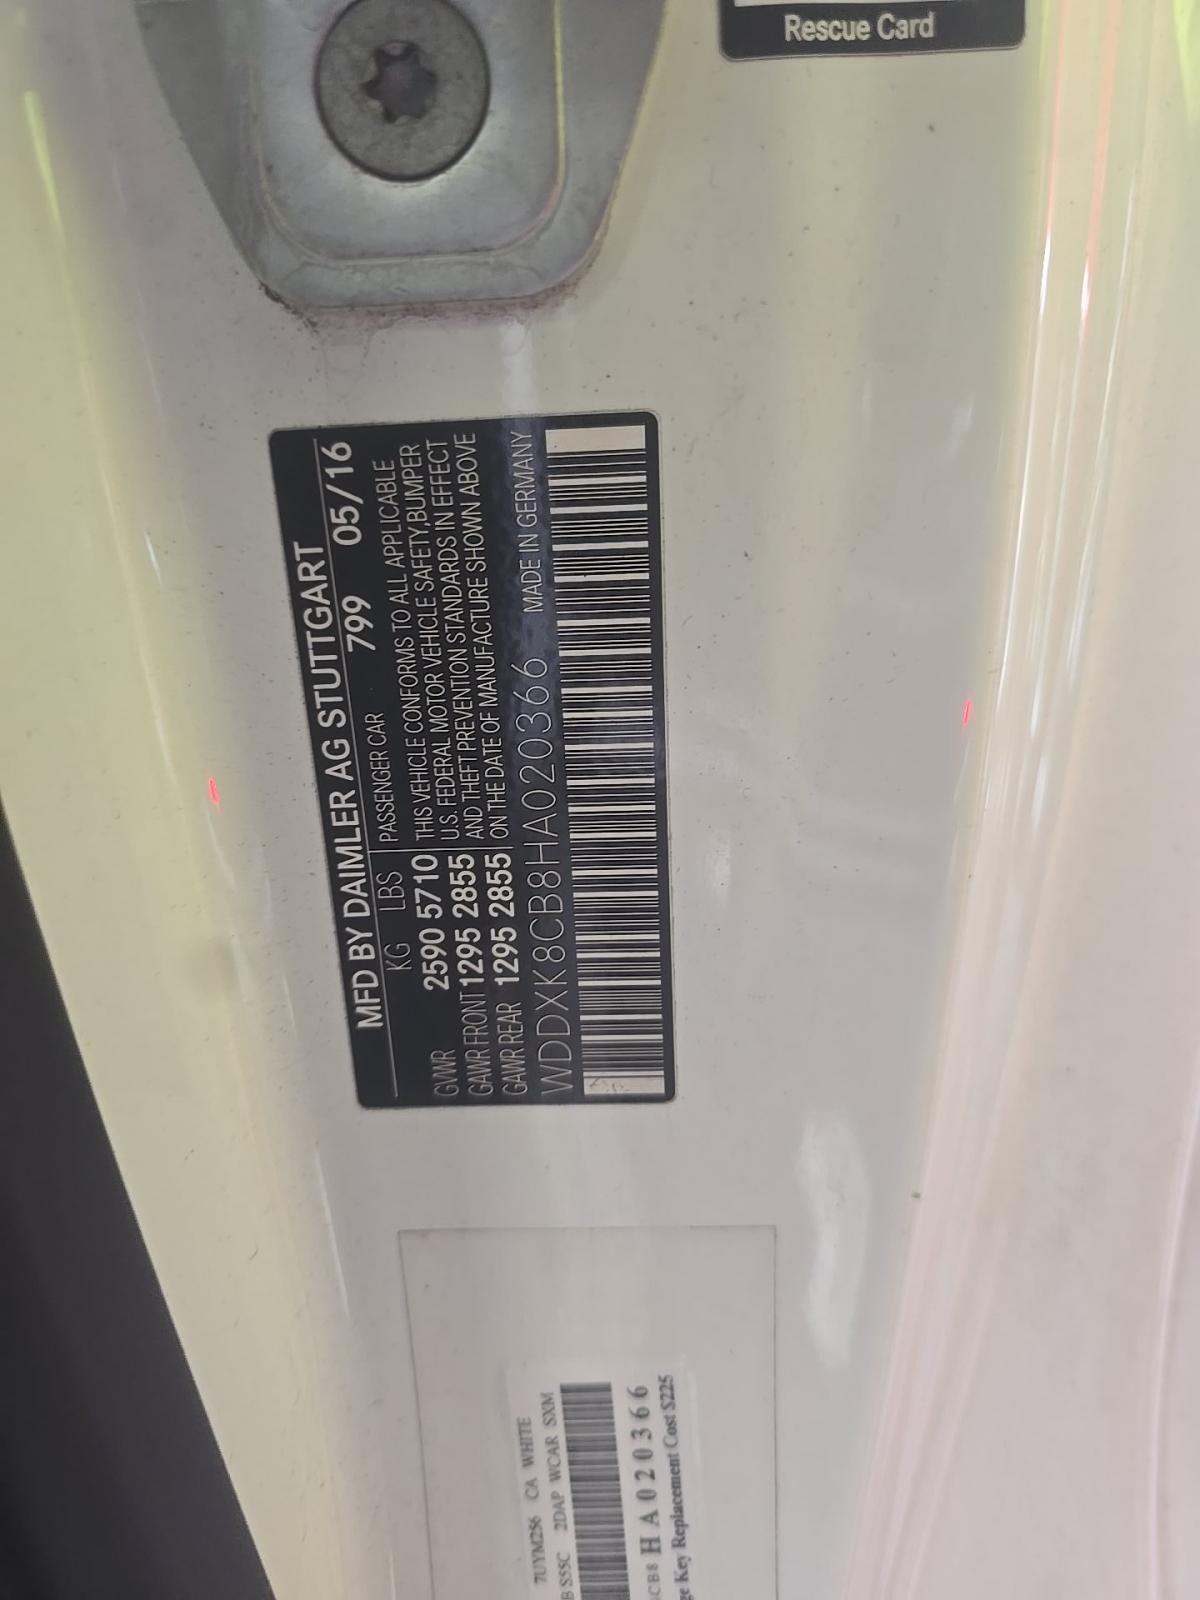 Rescue Card
MFD BY DAIMLER AG STUTTGART
KG LBS PASSENGER CAR 799 05/16
GVWR 2590 5710 THIS VEHICLE CONFORMS TO ALL APPLICABLE
GAWR FRONT 1295 2855 U.S. FEDERAL MOTOR VEHICLE SAFETY,BUMPER
GAWR REAR 1295 2855 AND THEFT PREVENTION STANDARDS IN EFFECT
ON THE DATE OF MANUFACTURE SHOWN ABOVE
WDDXK8CB8HA020366 MADE IN GERMANY
7UYM256 CA WHITE
S55C 2DAP WCAR SXM
CB8HA020366
Key Replacement Cost $225